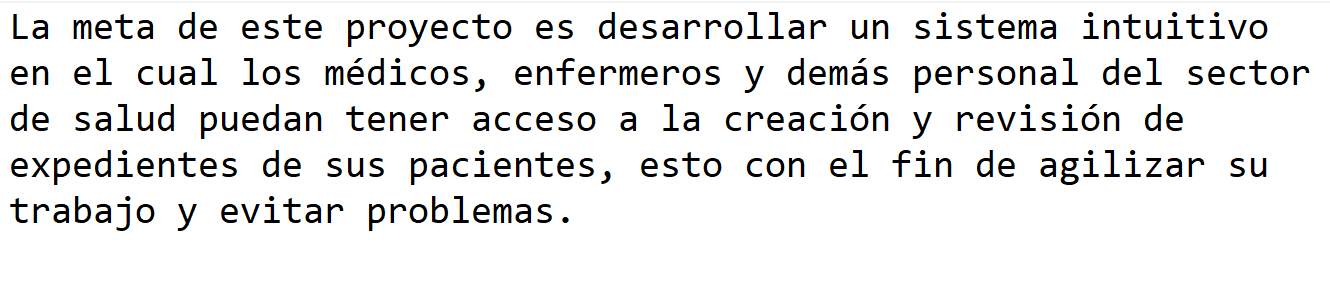 La meta de este proyecto es desarrollar un sistema intuitivo
en el cual los médicos, enfermeros y demás personal del sector
de salud puedan tener acceso a la creación y revisión de
expedientes de sus pacientes, esto con el fin de agilizar su
trabajo y evitar problemas.